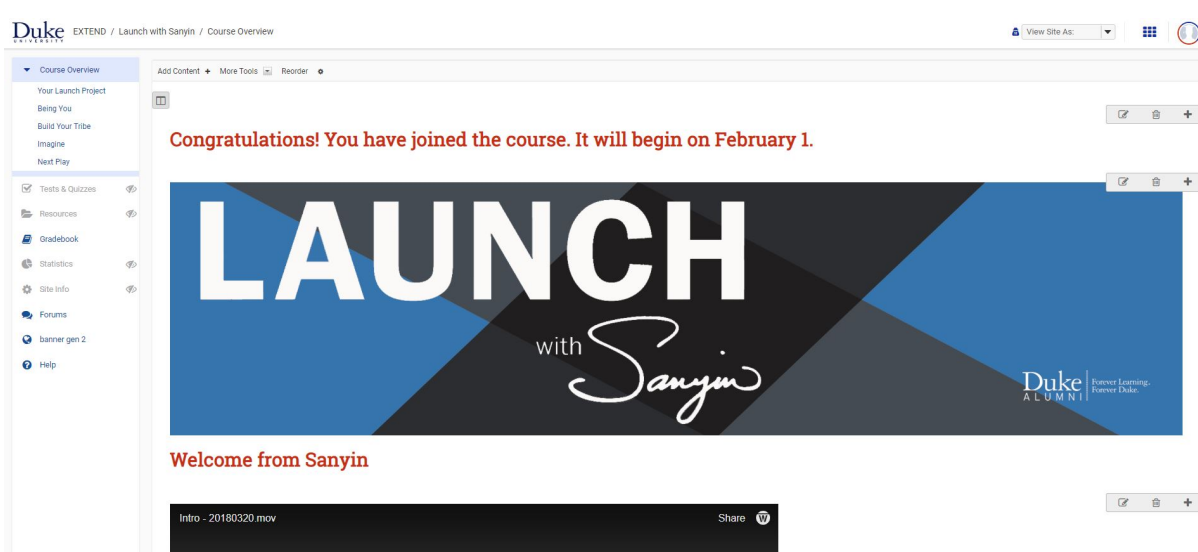 Duke UNIVERSITY EXTEND / Launch with Sanyin / Course Overview
View Site As:
Course Overview
Your Launch Project
Being You
Build Your Tribe
Imagine
Next Play
Tests & Quizzes
Resources
Gradebook
Statistics
Site Info
Forums
banner gen 2
Help
Add Content + More Tools Reorder
Congratulations! You have joined the course. It will begin on February 1.
LAUNCH
with Sanyin
Duke
ALUMNI
Forever Learning.
Forever Duke.
Welcome from Sanyin
Intro - 20180320.mov Share W